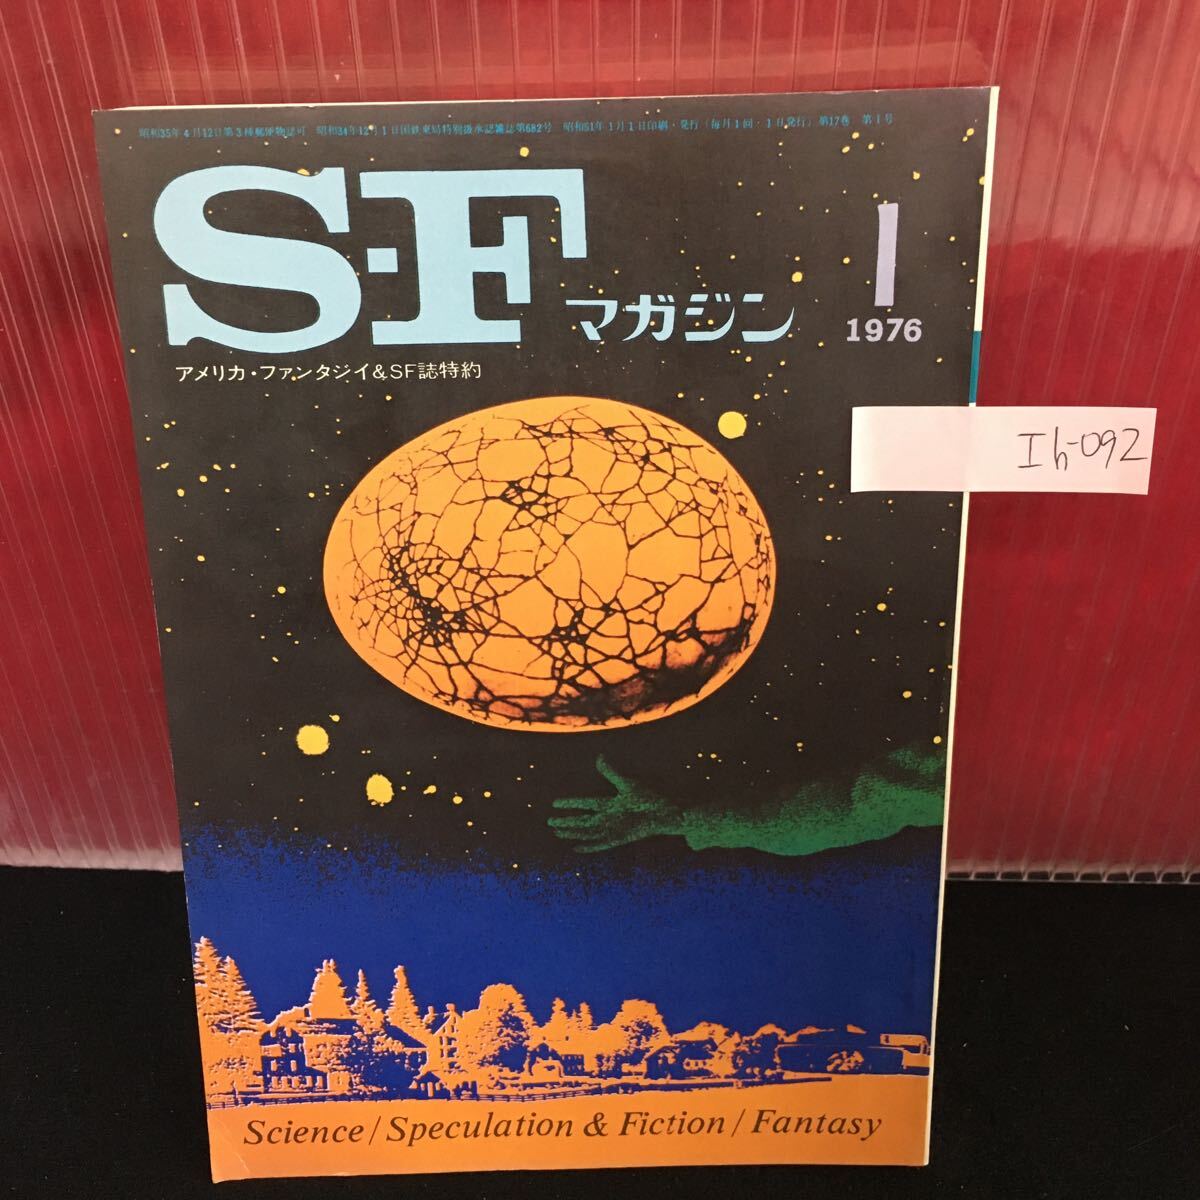 昭和35年4月12日第3種郵便物認可 昭和34年12月1日国鉄東局特別扱承認雑誌第682号 昭和51年1月1日印刷・発行(毎月1回・1日発行)第17巻 第1号
S-Fマガジン
1
1976
アメリカ・ファンタジイ&SF誌特約
Ih-092
Science/Speculation & Fiction/Fantasy